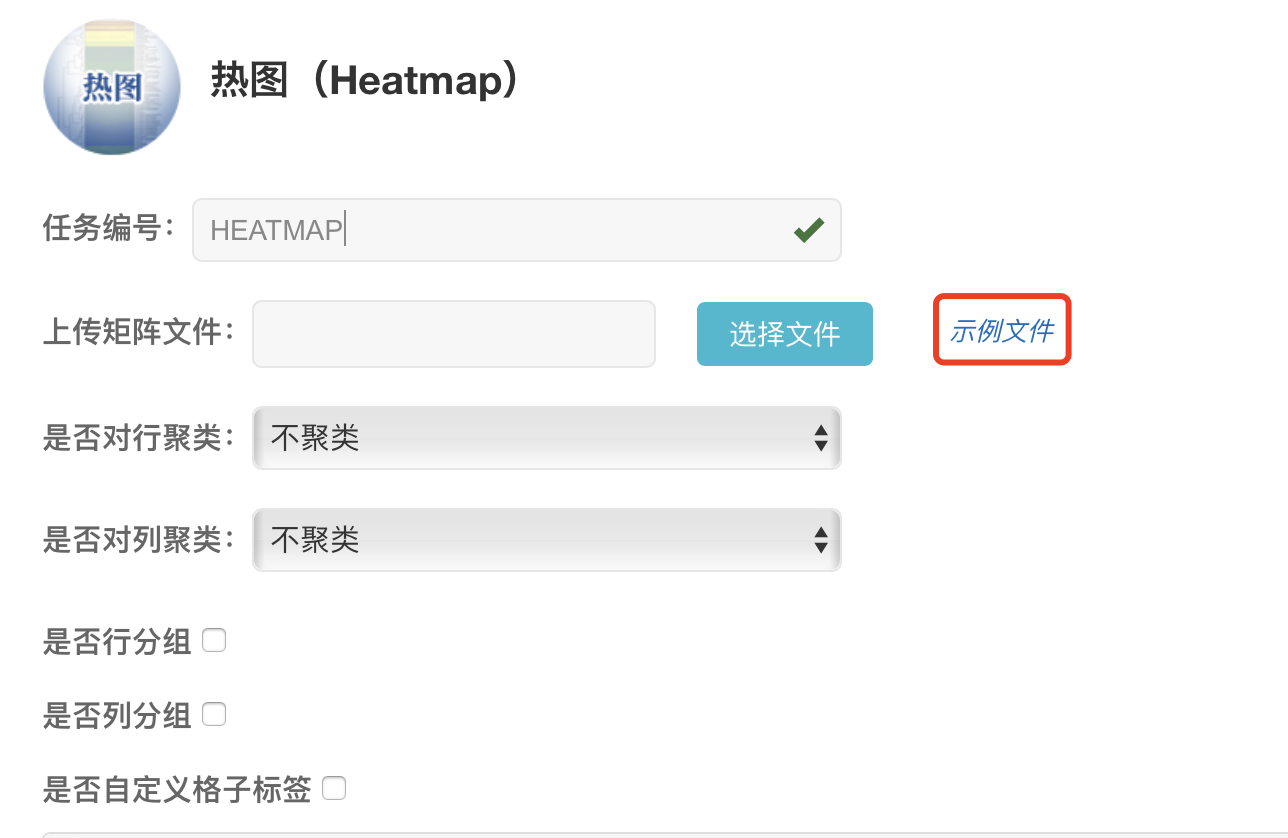 热图
热图（Heatmap）
任务编号： HEATMAP
上传矩阵文件： 选择文件 示例文件
是否对行聚类： 不聚类
是否对列聚类： 不聚类
是否行分组
是否列分组
是否自定义格子标签